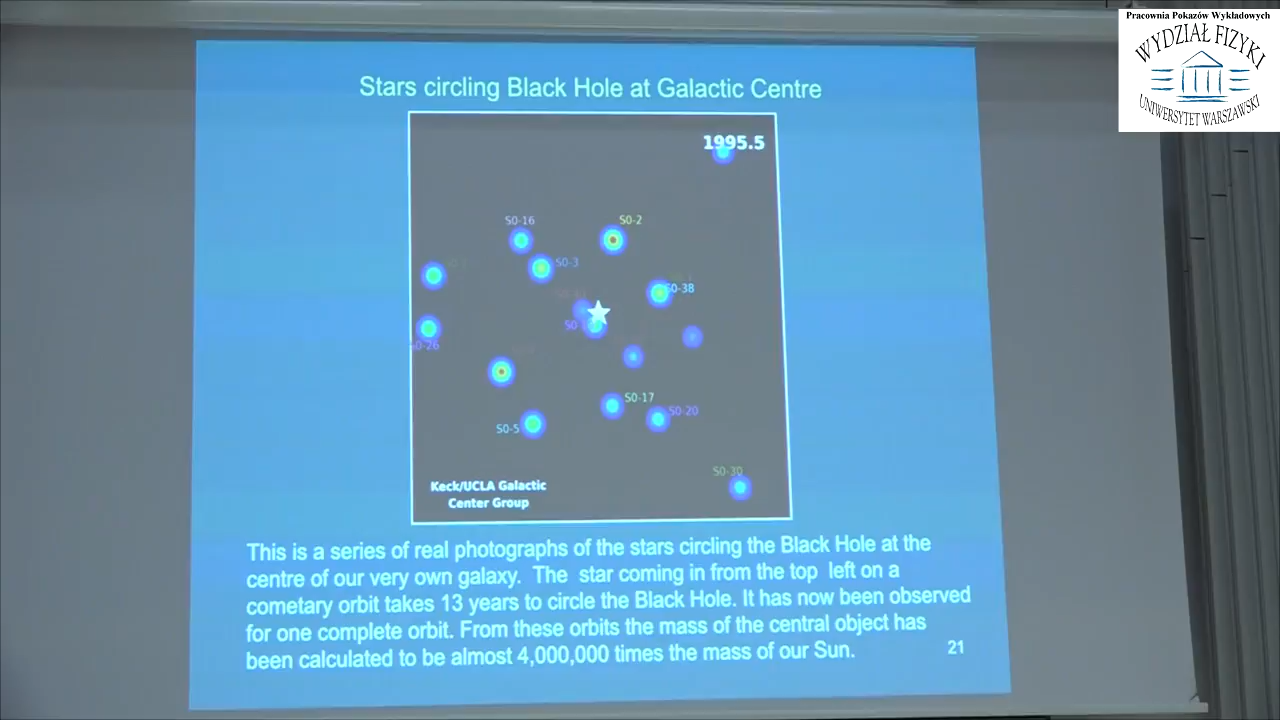 Pracownia Pokazów Wykładowych
WYDZIAŁ FIZYKI
UNIWERSYTET WARSZAWSKI
Stars circling Black Hole at Galactic Centre
1995.5
S0-16
S0-2
S0-3
S0-38
S0-26
S0-17
S0-20
S0-5
S0-30
Keck/UCLA Galactic
Center Group
This is a series of real photographs of the stars circling the Black Hole at the
centre of our very own galaxy. The star coming in from the top left on a
cometary orbit takes 13 years to circle the Black Hole. It has now been observed
for one complete orbit. From these orbits the mass of the central object has
been calculated to be almost 4,000,000 times the mass of our Sun.
21